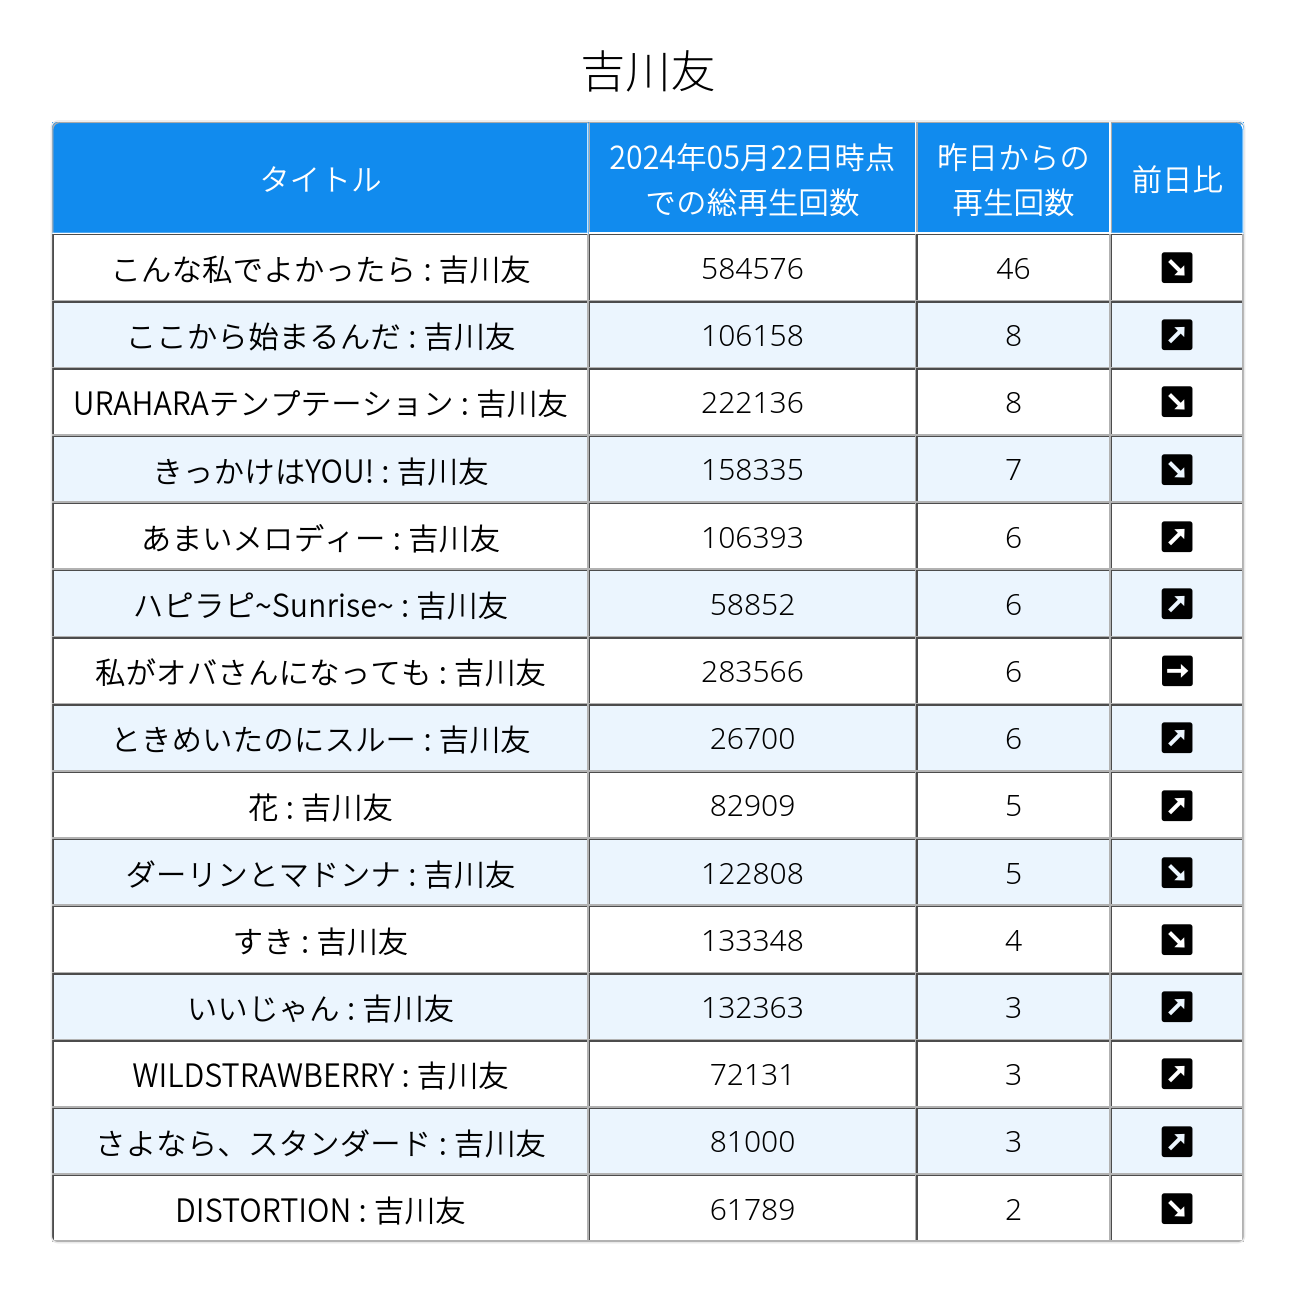 吉川友
タイトル
2024年05月22日時点
での総再生回数
昨日からの
再生回数
前日比
こんな私でよかったら : 吉川友 584576 46 ↘
ここから始まるんだ : 吉川友 106158 8 ↗
URAHARAテンプテーション : 吉川友 222136 8 ↘
きっかけはYOU! : 吉川友 158335 7 ↘
あまいメロディー : 吉川友 106393 6 ↗
ハピラピ~Sunrise~ : 吉川友 58852 6 ↗
私がオバさんになっても : 吉川友 283566 6 →
ときめいたのにスルー : 吉川友 26700 6 ↗
花 : 吉川友 82909 5 ↗
ダーリンとマドンナ : 吉川友 122808 5 ↘
すき : 吉川友 133348 4 ↘
いいじゃん : 吉川友 132363 3 ↗
WILDSTRAWBERRY : 吉川友 72131 3 ↗
さよなら、スタンダード : 吉川友 81000 3 ↗
DISTORTION : 吉川友 61789 2 ↘